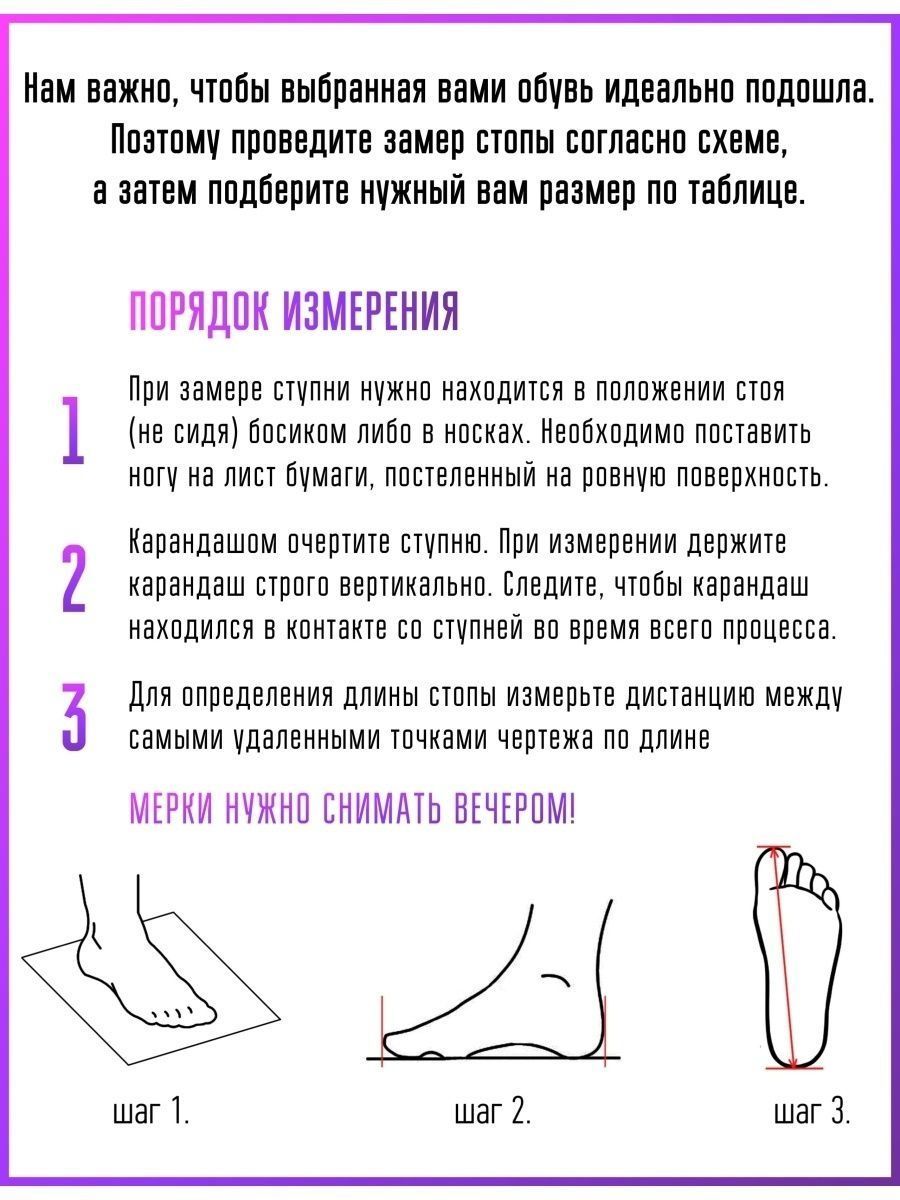 Нам важно, чтобы выбранная вами обувь идеально подошла.
Поэтому проведите замер стопы согласно схеме,
а затем подберите нужный вам размер по таблице.
ПОРЯДОК ИЗМЕРЕНИЯ
1
При замере ступни нужно находится в положении стоя
(не сидя) босиком либо в носках. Необходимо поставить
ногу на лист бумаги, постеленный на ровную поверхность.
2
Карандашом очертите ступню. При измерении держите
карандаш строго вертикально. Следите, чтобы карандаш
находился в контакте со ступней во время всего процесса.
3
Для определения длины стопы измерьте дистанцию между
самыми удаленными точками чертежа по длине
МЕРКИ НУЖНО СНИМАТЬ ВЕЧЕРОМ!
шаг 1.
шаг 2.
шаг 3.